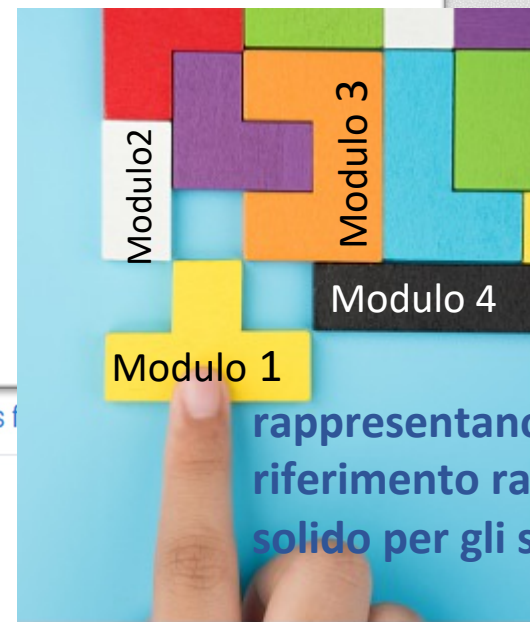 Modulo2
Modulo 3
Modulo 4
Modulo 1
rappresentano
riferimento ra
solido per gli s